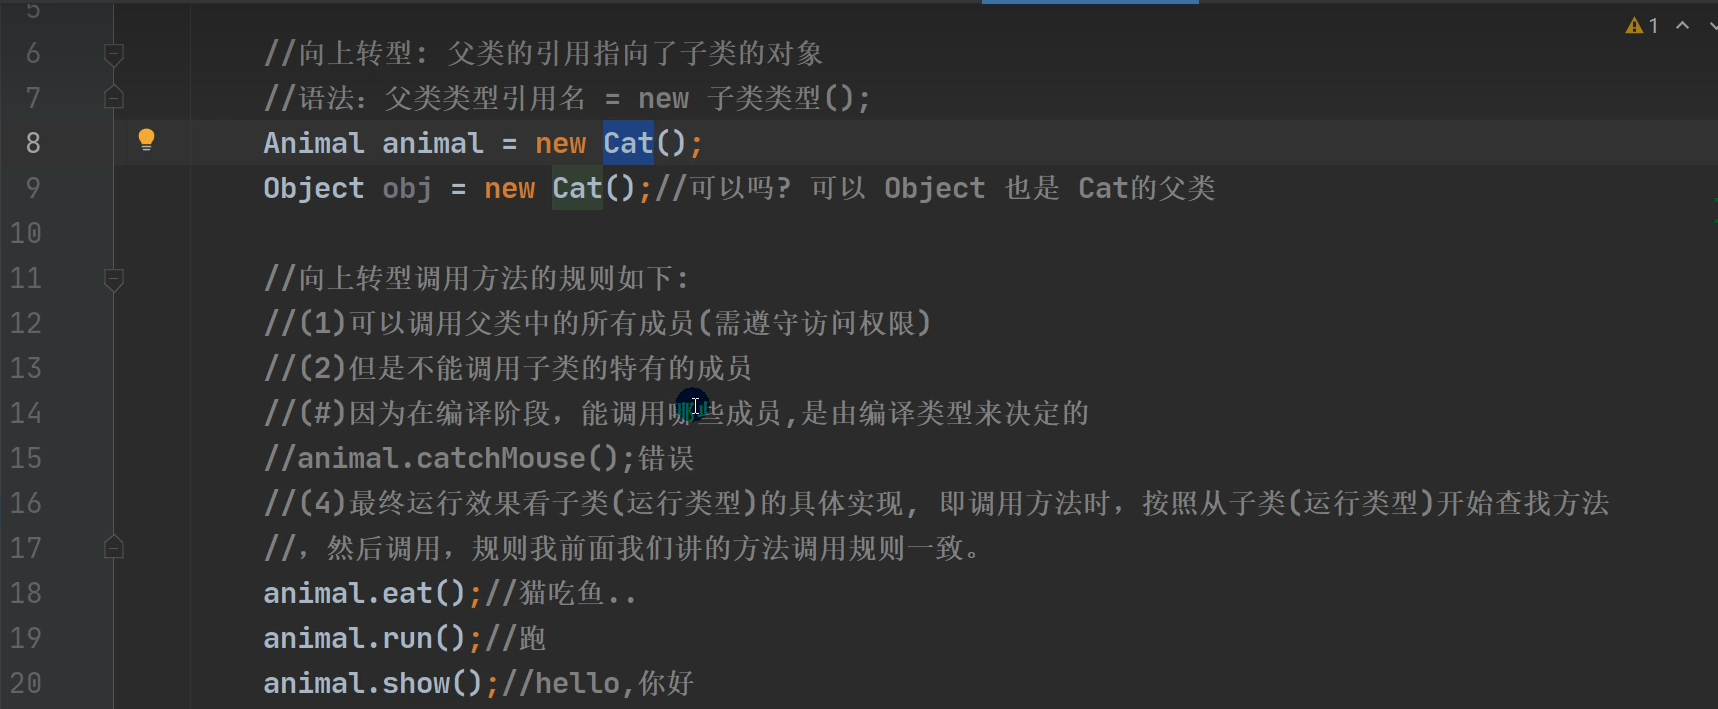 1
5
6 //向上转型: 父类的引用指向了子类的对象
7 //语法：父类类型引用名 = new 子类类型();
8 Animal animal = new Cat();
9 Object obj = new Cat();//可以吗? 可以 Object 也是 Cat的父类
10
11 //向上转型调用方法的规则如下:
12 //(1)可以调用父类中的所有成员(需遵守访问权限)
13 //(2)但是不能调用子类的特有的成员
14 //(#)因为在编译阶段，能调用哪些成员,是由编译类型来决定的
15 //animal.catchMouse();错误
16 //(4)最终运行效果看子类(运行类型)的具体实现, 即调用方法时，按照从子类(运行类型)开始查找方法
17 //，然后调用，规则我前面我们讲的方法调用规则一致。
18 animal.eat();//猫吃鱼..
19 animal.run();//跑
20 animal.show();//hello,你好